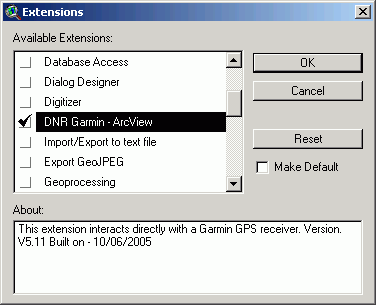 Extensions
Available Extensions:
Database Access
Dialog Designer
Digitizer
DNR Garmin - ArcView
Import/Export to text file
Export GeoJPEG
Geoprocessing
OK
Cancel
Reset
Make Default
About:
This extension interacts directly with a Garmin GPS receiver. Version.
V5.11 Built on - 10/06/2005